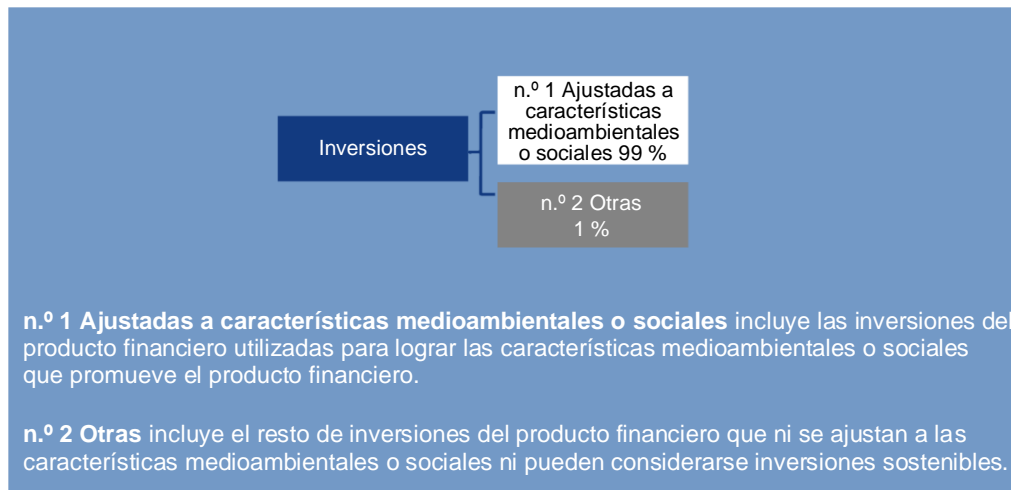 Inversiones
n.º 1 Ajustadas a
características
medioambientales
o sociales 99 %
n.º 2 Otras
1 %
n.º 1 Ajustadas a características medioambientales o sociales incluye las inversiones del
producto financiero utilizadas para lograr las características medioambientales o sociales
que promueve el producto financiero.
n.º 2 Otras incluye el resto de inversiones del producto financiero que ni se ajustan a las
características medioambientales o sociales ni pueden considerarse inversiones sostenibles.